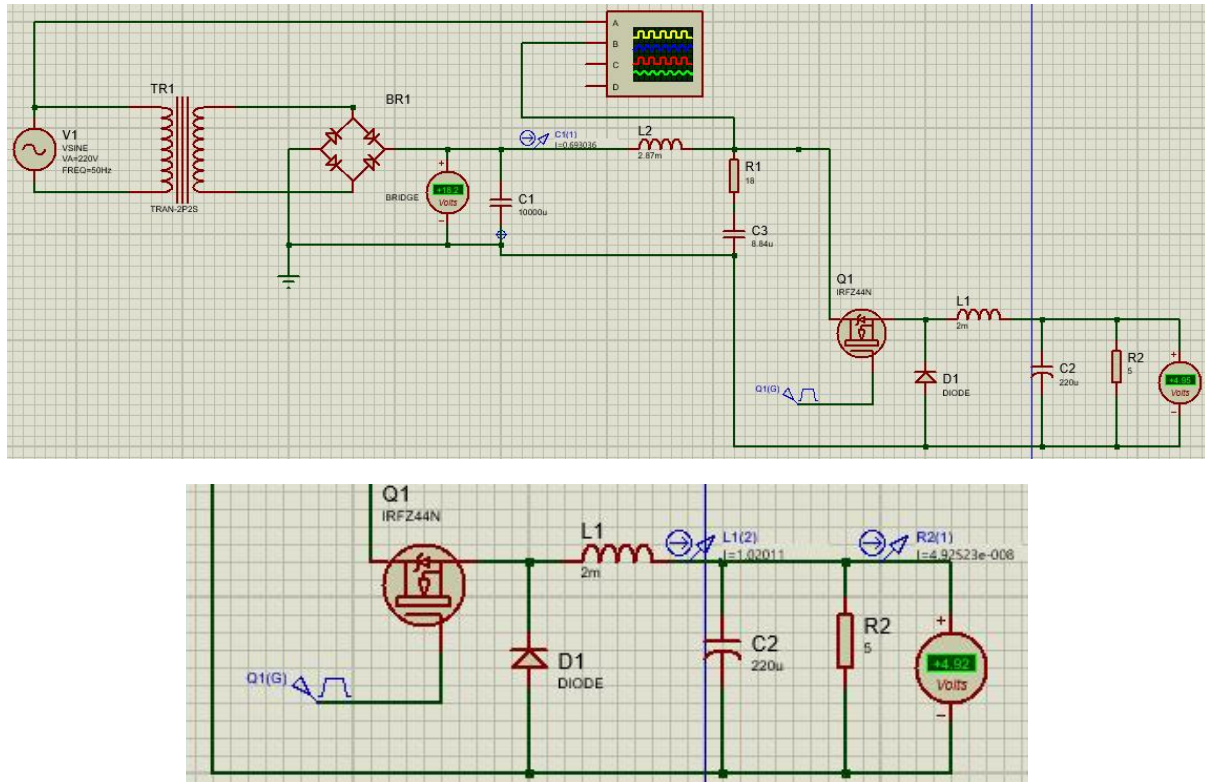 A
B
C
D
TR1
BR1
V1
VSINE
VA=220V
FREQ=50Hz
TRAN-2P2S
BRIDGE
+18.2
Volts
C1(1)
I=0.693036
C1
10000u
L2
2.87m
R1
18
C3
8.84u
Q1
IRFZ44N
Q1(G)
L1
2m
D1
DIODE
C2
220u
R2
5
+4.95
Volts
Q1
IRFZ44N
Q1(G)
L1
2m
L1(2)
I=1.02011
R2(1)
I=4.92523e-008
D1
DIODE
C2
220u
R2
5
+4.92
Volts